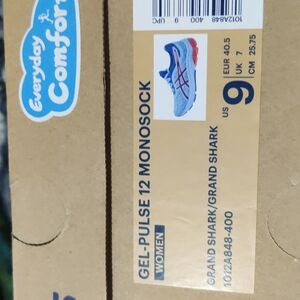 Everyday
Comfort
GEL-PULSE 12 MONOSOCK
WOMEN
GRAND SHARK/GRAND SHARK
1012A848-400
US 9
EUR 40.5
UK 7
CM 25.75
1012A848 400 9
UPC